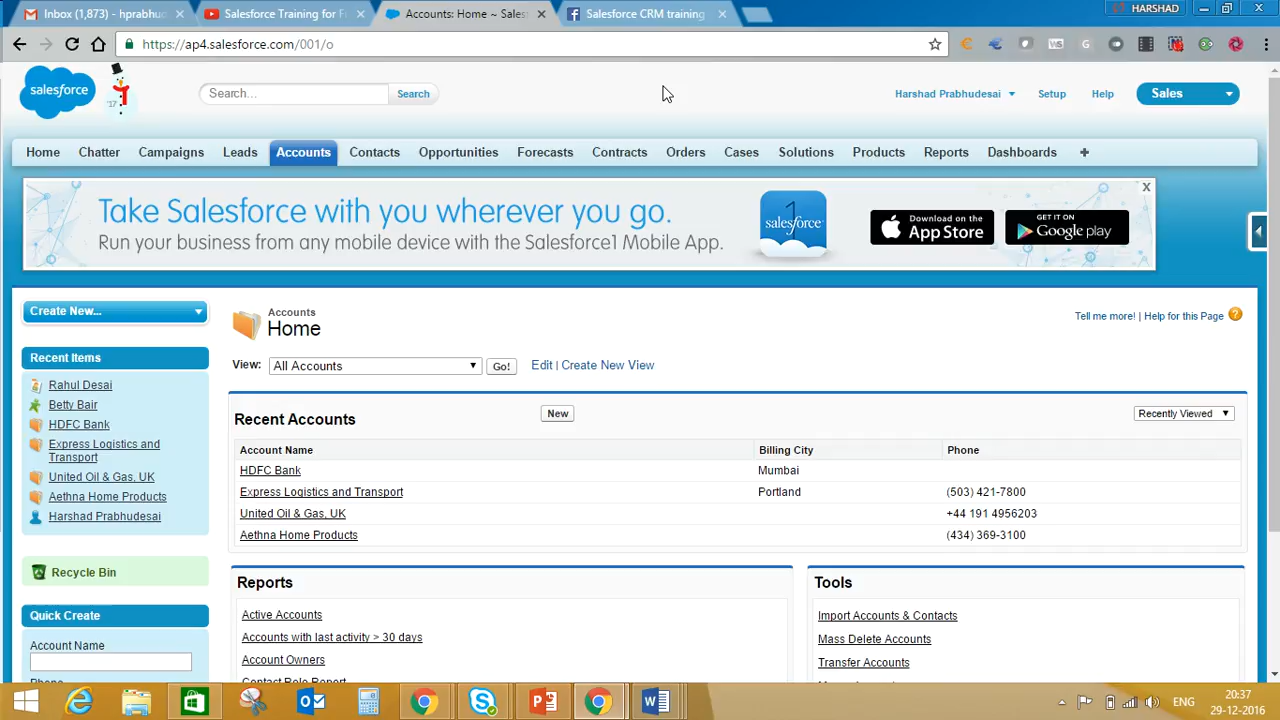 Inbox (1,873) - hprabhud
Salesforce Training for F
Accounts: Home ~ Sales
Salesforce CRM training
HARSHAD
https://ap4.salesforce.com/001/o
salesforce
'17
Search...
Search
Harshad Prabhudesai
Setup
Help
Sales
Home
Chatter
Campaigns
Leads
Accounts
Contacts
Opportunities
Forecasts
Contracts
Orders
Cases
Solutions
Products
Reports
Dashboards
Take Salesforce with you wherever you go.
Run your business from any mobile device with the Salesforce1 Mobile App.
1
salesforce
Download on the
App Store
GET IT ON
Google play
X
Create New...
Accounts
Home
Tell me more! | Help for this Page
View:
All Accounts
Go!
Edit | Create New View
Recent Items
Rahul Desai
Betty Bair
HDFC Bank
Express Logistics and
Transport
United Oil & Gas, UK
Aethna Home Products
Harshad Prabhudesai
Recycle Bin
Quick Create
Account Name
Phone
Recent Accounts
New
Recently Viewed
Account Name Billing City Phone
HDFC Bank Mumbai
Express Logistics and Transport Portland (503) 421-7800
United Oil & Gas, UK +44 191 4956203
Aethna Home Products (434) 369-3100
Reports
Active Accounts
Accounts with last activity > 30 days
Account Owners
Contact Role Report
Tools
Import Accounts & Contacts
Mass Delete Accounts
Transfer Accounts
ENG
20:37
29-12-2016